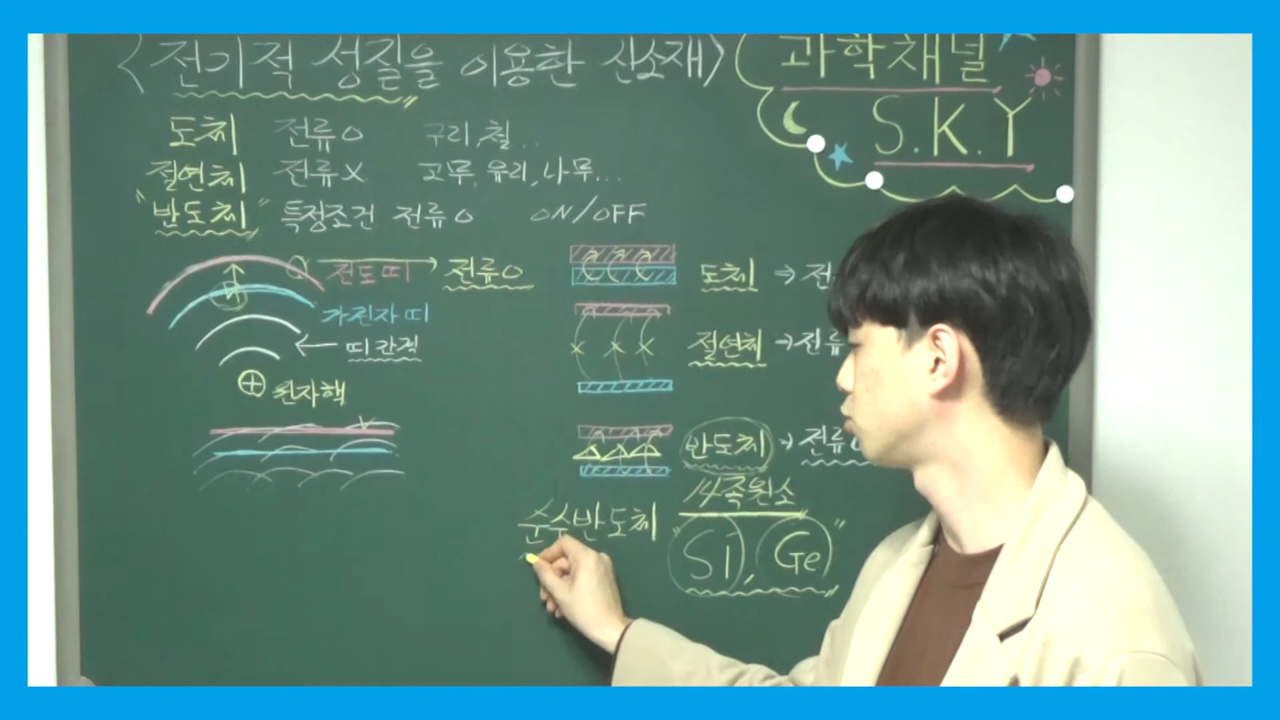 <전기적 성질을 이용한 신소재>
과학채널
S.K.Y
도체 전류O 구리, 철...
절연체 전류X 고무, 유리, 나무...
"반도체" 특정조건 전류O ON/OFF
전도띠 → 전류O
가전자띠
← 띠 간격
⊕ 원자핵
도체 ⇒ 전
절연체 → 전류
반도체 → 전류
14족원소
순수반도체 "Si, Ge"